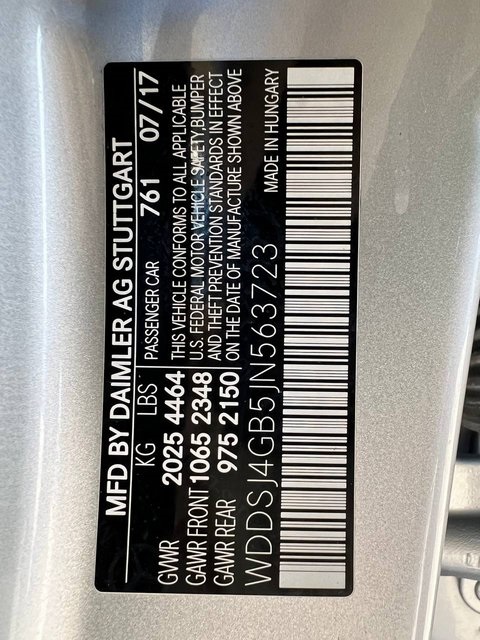 MFD BY DAIMLER AG STUTTGART
KG LBS PASSENGER CAR 761 07/17
GVWR 2025 4464 THIS VEHICLE CONFORMS TO ALL APPLICABLE
GAWR FRONT 1065 2348 U.S. FEDERAL MOTOR VEHICLE SAFETY, BUMPER
GAWR REAR 975 2150 AND THEFT PREVENTION STANDARDS IN EFFECT
ON THE DATE OF MANUFACTURE SHOWN ABOVE
WDDSJ4GB5JN563723 MADE IN HUNGARY